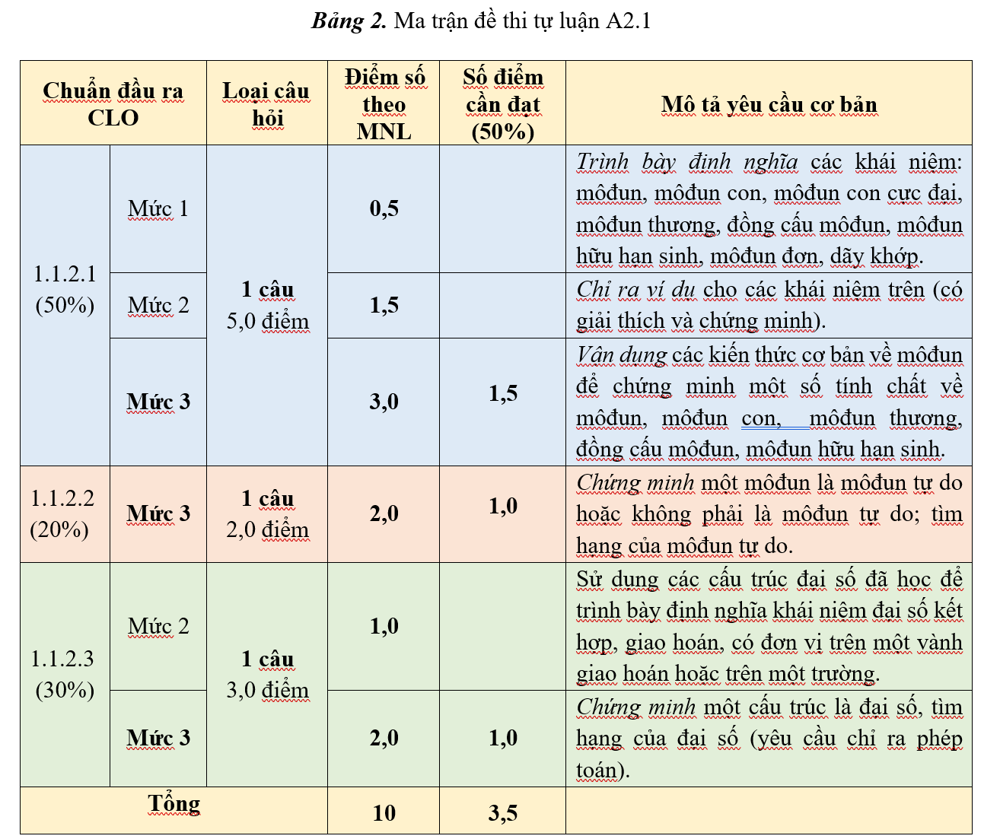 Bảng 2. Ma trận đề thi tự luận A2.1
Chuẩn đầu ra
CLO
Loại câu
hỏi
Điểm số
theo
MNL
Số điểm
cần đạt
(50%)
Mô tả yêu cầu cơ bản
1.1.2.1
(50%)
Mức 1
1 câu
5,0 điểm
0,5
Trình bày định nghĩa các khái niệm:
môđun, môđun con, môđun con cực đại,
môđun thương, đồng cấu môđun, môđun
hữu hạn sinh, môđun đơn, dãy khớp.
Mức 2
1,5
Chỉ ra ví dụ cho các khái niệm trên (có
giải thích và chứng minh).
Mức 3
3,0
1,5
Vận dụng các kiến thức cơ bản về môđun
để chứng minh một số tính chất về
môđun, môđun con, môđun thương,
đồng cấu môđun, môđun hữu hạn sinh.
1.1.2.2
(20%)
Mức 3
1 câu
2,0 điểm
2,0
1,0
Chứng minh một môđun là môđun tự do
hoặc không phải là môđun tự do; tìm
hạng của môđun tự do.
1.1.2.3
(30%)
Mức 2
1 câu
3,0 điểm
1,0
Sử dụng các cấu trúc đại số đã học để
trình bày định nghĩa khái niệm đại số kết
hợp, giao hoán, có đơn vị trên một vành
giao hoán hoặc trên một trường.
Mức 3
2,0
1,0
Chứng minh một cấu trúc là đại số, tìm
hạng của đại số (yêu cầu chỉ ra phép
toán).
Tổng
10
3,5